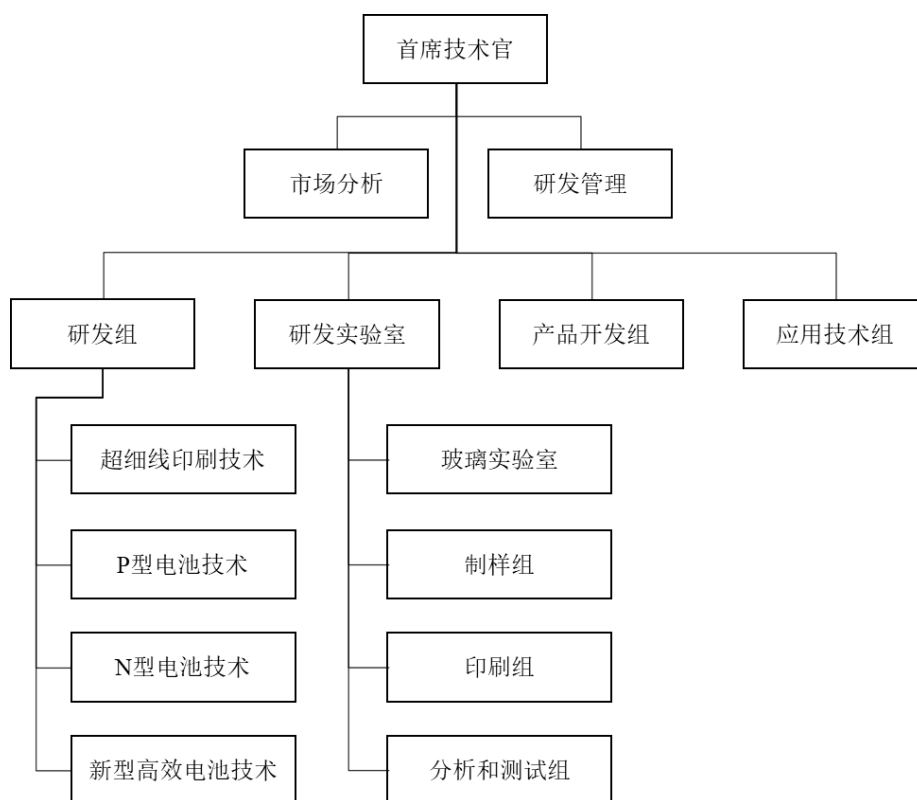 首席技术官
市场分析
研发管理
研发组
研发实验室
产品开发组
应用技术组
超细线印刷技术
玻璃实验室
P型电池技术
制样组
N型电池技术
印刷组
新型高效电池技术
分析和测试组